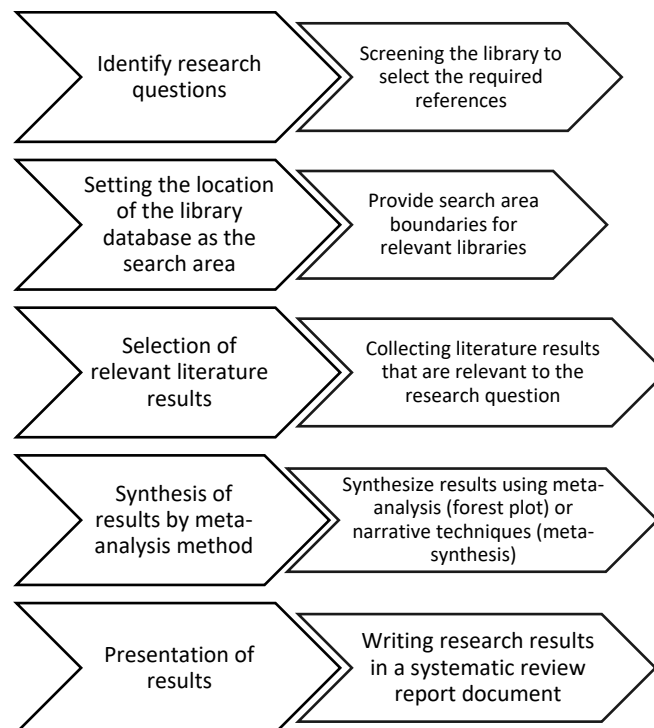 Identify research
questions
Screening the library to
select the required
references
Setting the location
of the library
database as the
search area
Provide search area
boundaries for
relevant libraries
Selection of
relevant literature
results
Collecting literature results
that are relevant to the
research question
Synthesis of
results by meta-
analysis method
Synthesize results using meta-
analysis (forest plot) or
narrative techniques (meta-
synthesis)
Presentation of
results
Writing research results
in a systematic review
report document